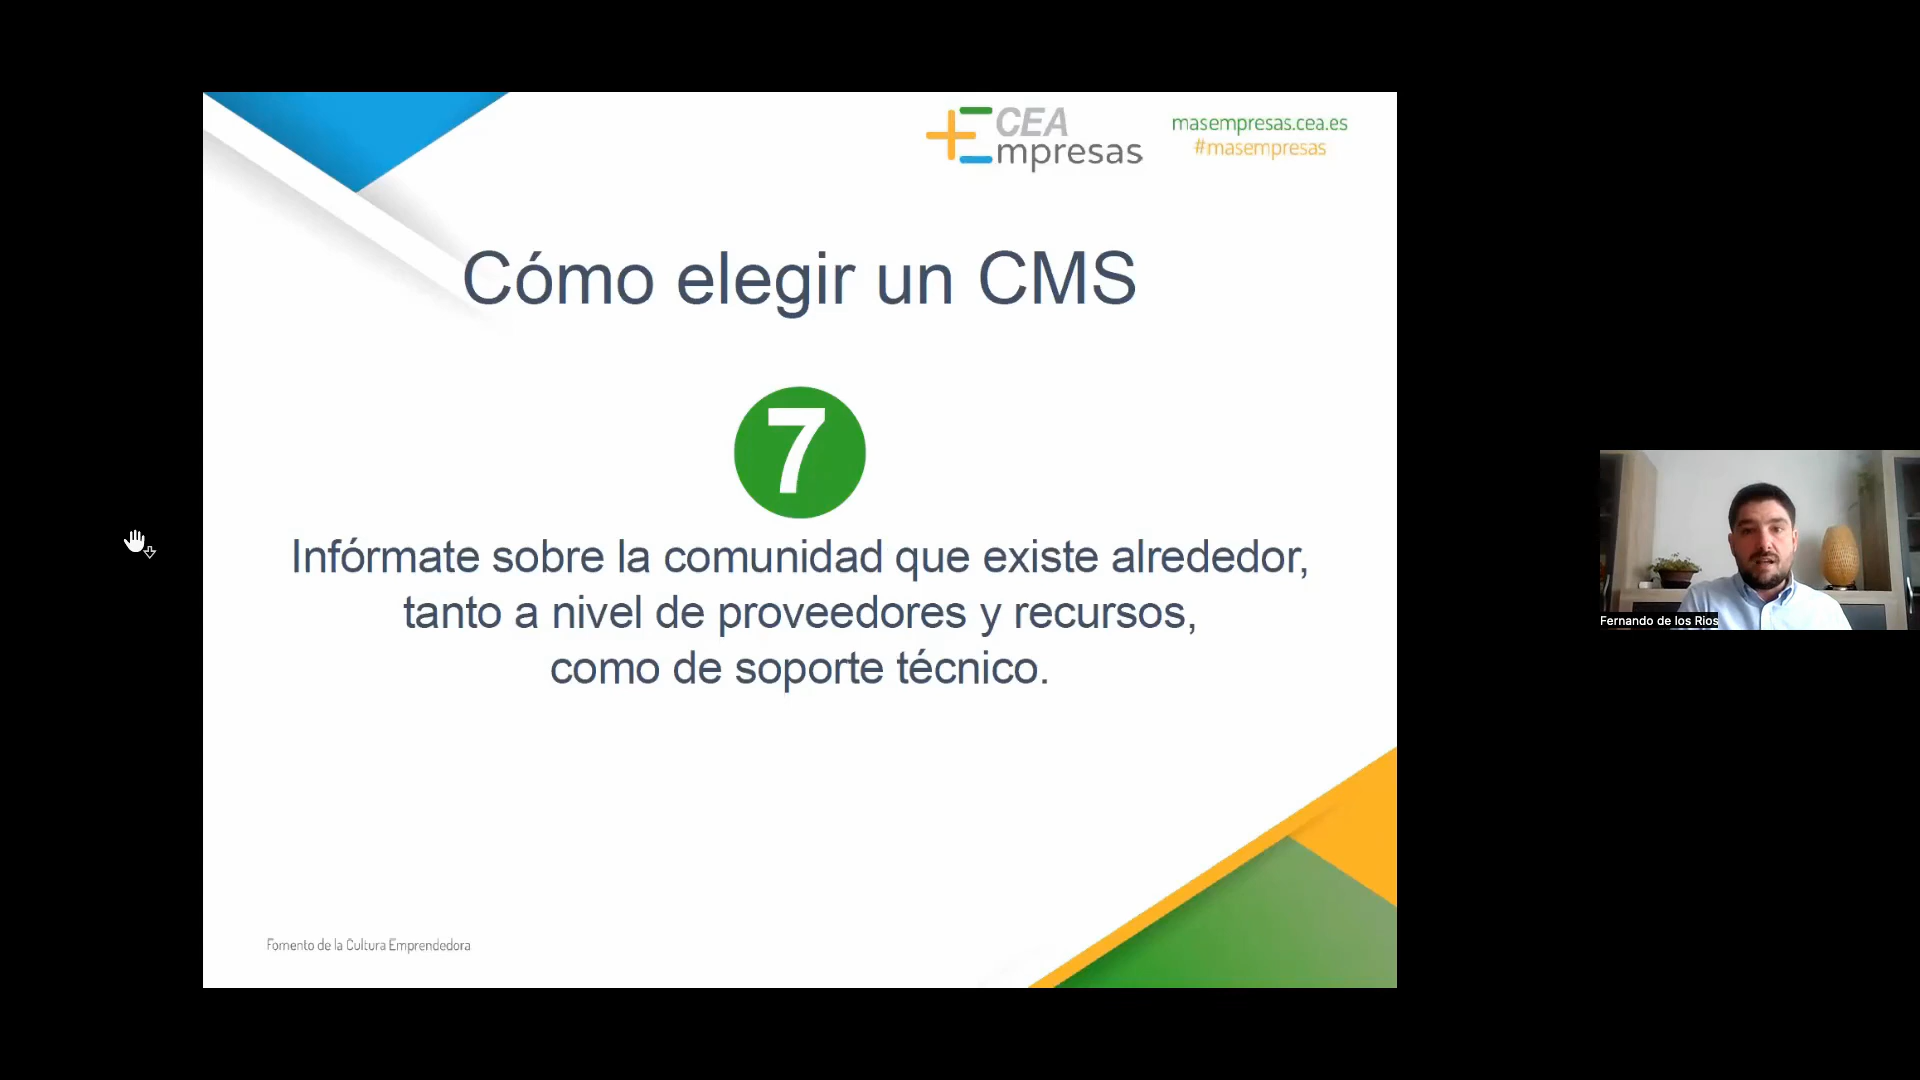 CEA
Empresas
masempresas.cea.es
#masempresas
Cómo elegir un CMS
7
Infórmate sobre la comunidad que existe alrededor,
tanto a nivel de proveedores y recursos,
como de soporte técnico.
Fernando de los Rios
Fomento de la Cultura Emprendedora